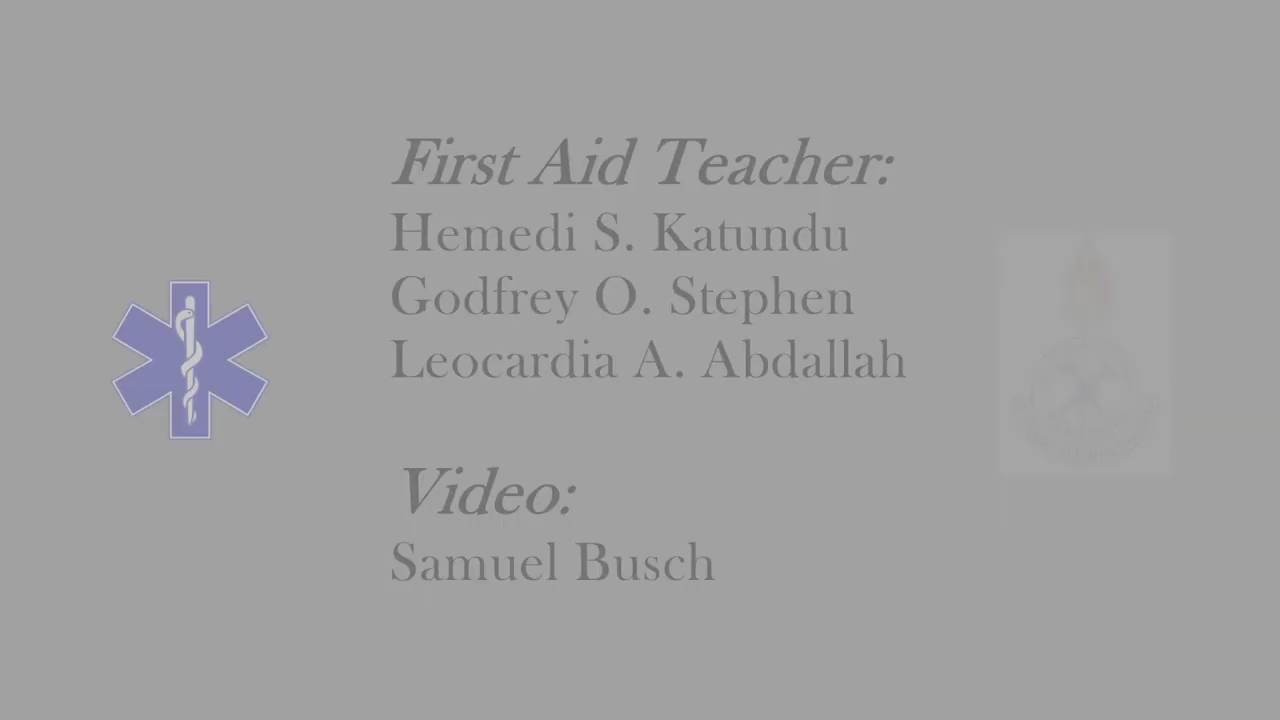 First Aid Teacher:
Hemedi S. Katundu
Godfrey O. Stephen
Leocardia A. Abdallah
Video:
Samuel Busch